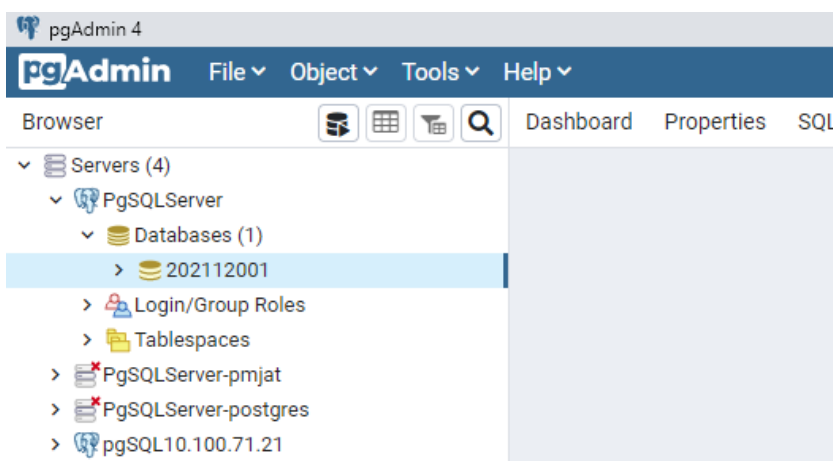 pgAdmin 4
pgAdmin File Object Tools Help
Browser Dashboard Properties SQL
Servers (4)
PgSQLServer
Databases (1)
202112001
Login/Group Roles
Tablespaces
PgSQLServer-pmjat
PgSQLServer-postgres
pgSQL10.100.71.21